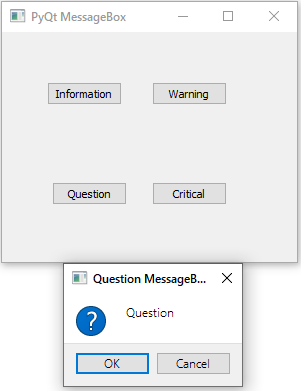 PyQt MessageBox
Information
Warning
Question
Critical
Question MessageB...
?
Question
OK
Cancel